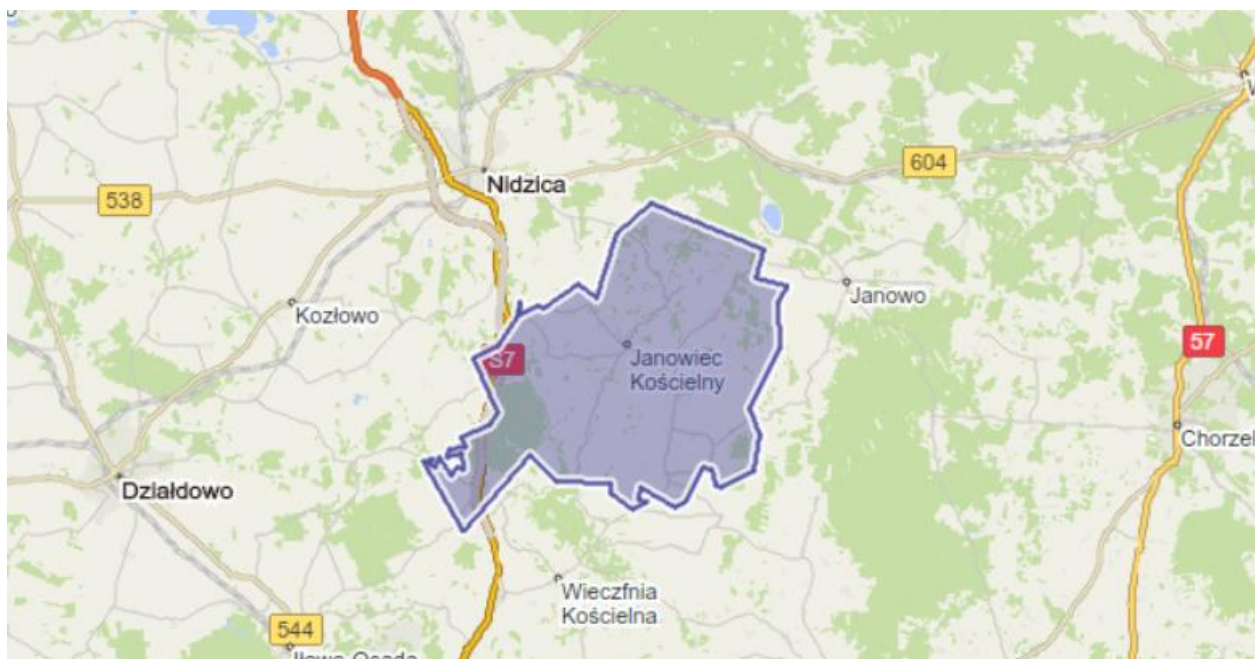 604
Nidzica
538
Janowo
Kozłowo
57
S7
Janowiec
Kościelny
Chorzel
Działdowo
Wieczfnia
Kościelna
544